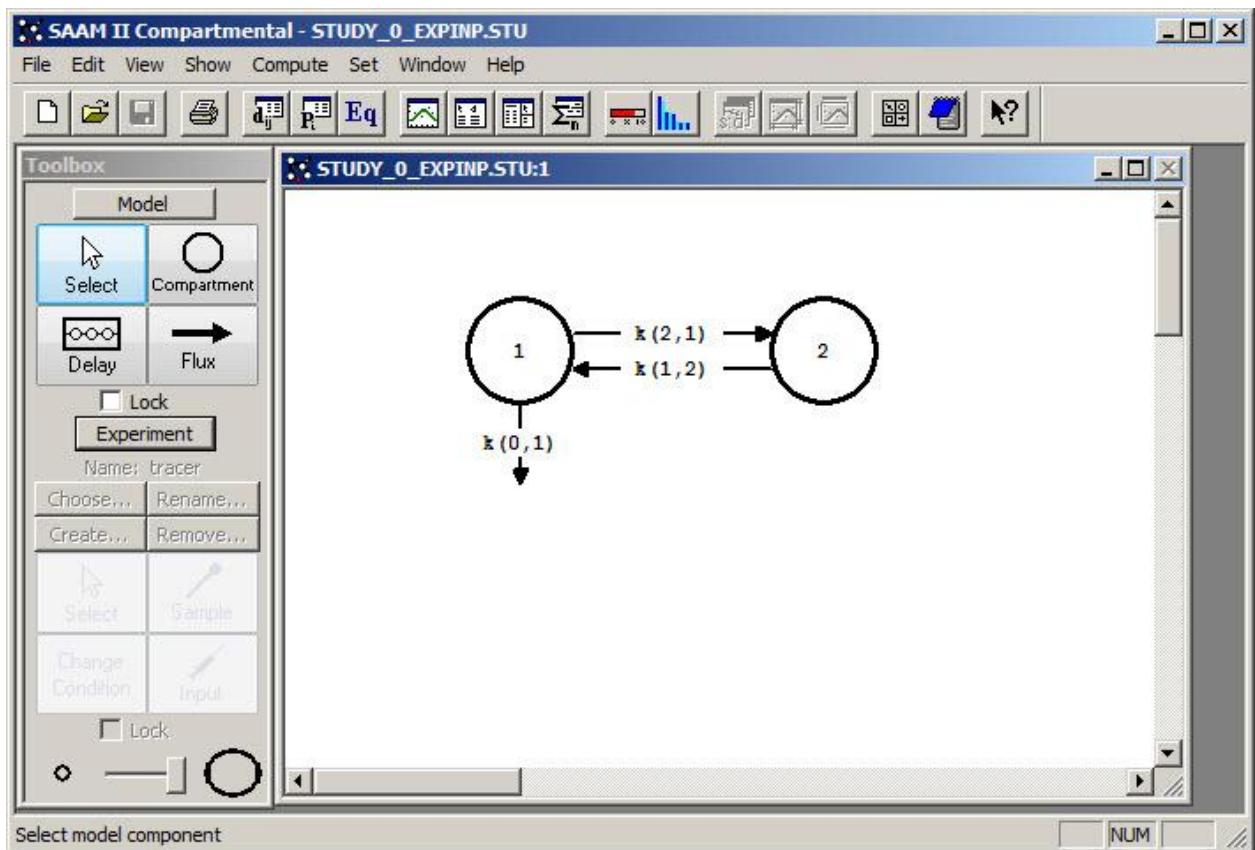 SAAM II Compartmental - STUDY_0_EXPINP.STU
File Edit View Show Compute Set Window Help
Toolbox
STUDY_0_EXPINP.STU:1
Model
Select
Compartment
Delay
Flux
Lock
Experiment
Name: tracer
Choose... Rename...
Create... Remove...
Select
Sample
Change
Condition
Input
Lock
1
k(2,1)
k(1,2)
2
k(0,1)
Select model component
NUM